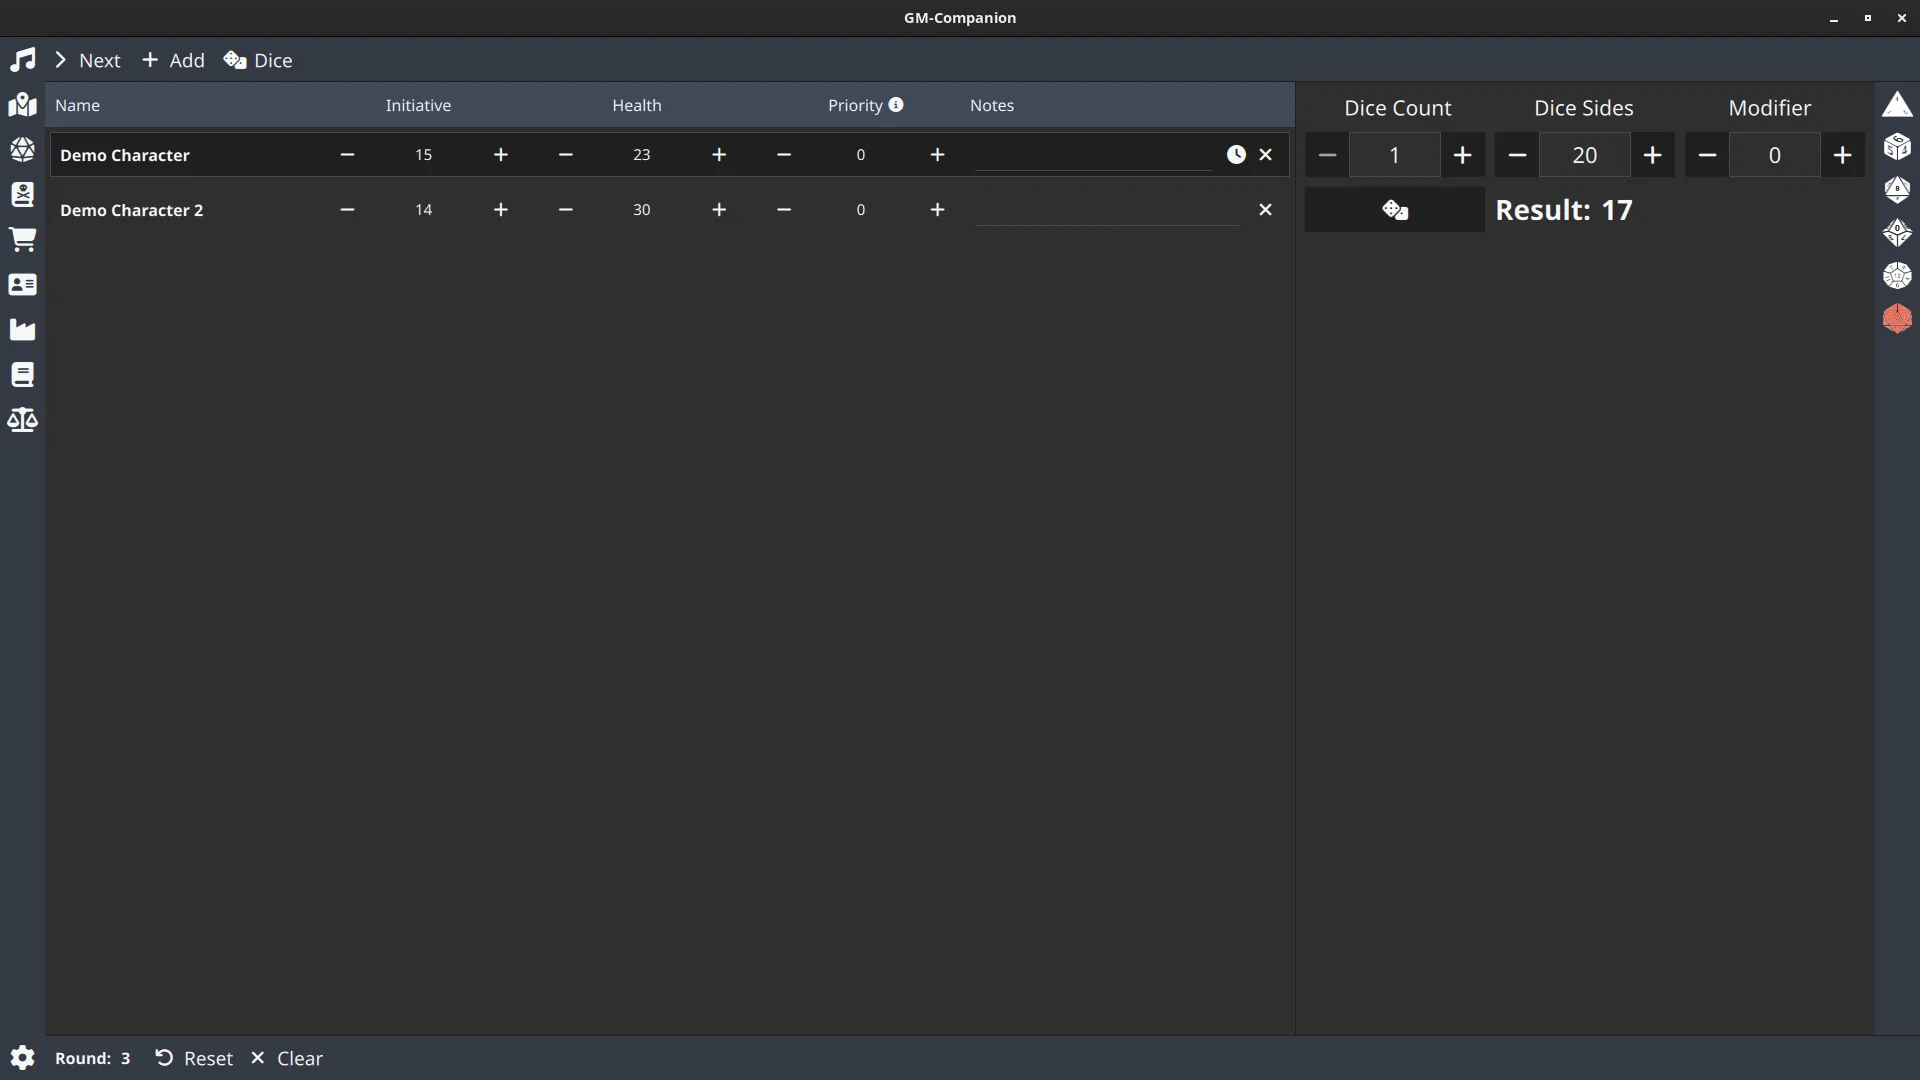 GM-Companion
Next Add Dice
Name Initiative Health Priority Notes
Dice Count Dice Sides Modifier
Demo Character 15 23 0
1 20 0
Demo Character 2 14 30 0
Result: 17
Round: 3 Reset Clear